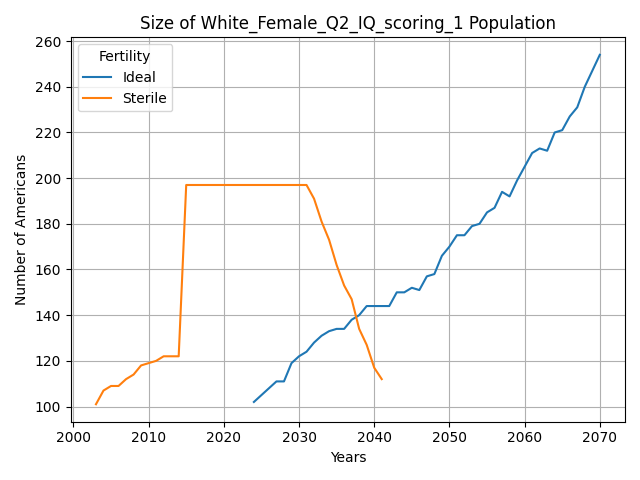 Size of White_Female_Q2_IQ_scoring_1 Population
260
240
220
200
180
160
140
120
100
Number of Americans
Fertility
Ideal
Sterile
2000 2010 2020 2030 2040 2050 2060 2070
Years